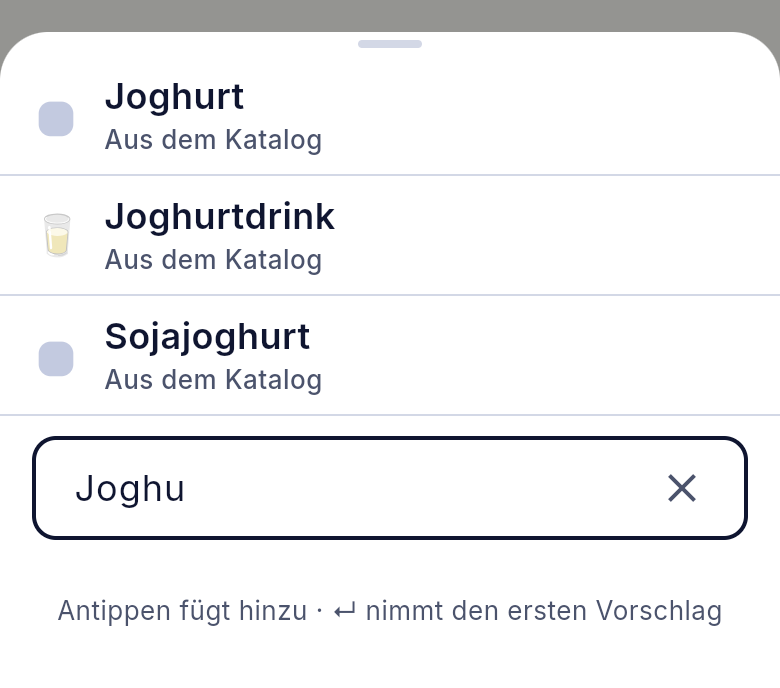 Joghurt
Aus dem Katalog
Joghurtdrink
Aus dem Katalog
Sojajoghurt
Aus dem Katalog
Joghu
Antippen fügt hinzu · ↵ nimmt den ersten Vorschlag